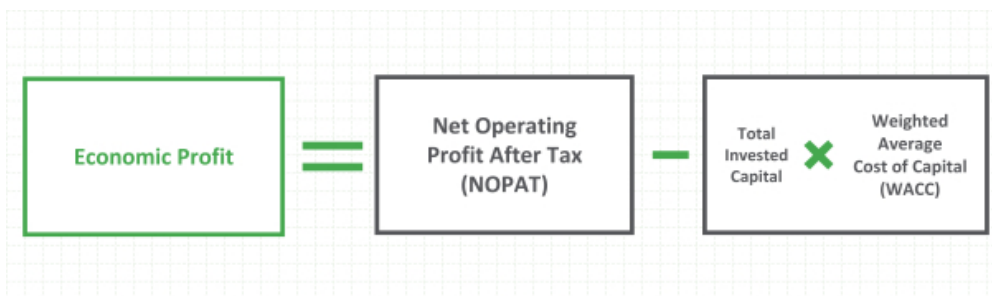 Economic Profit
Net Operating
Profit After Tax
(NOPAT)
Total
Invested
Capital
Weighted
Average
Cost of Capital
(WACC)